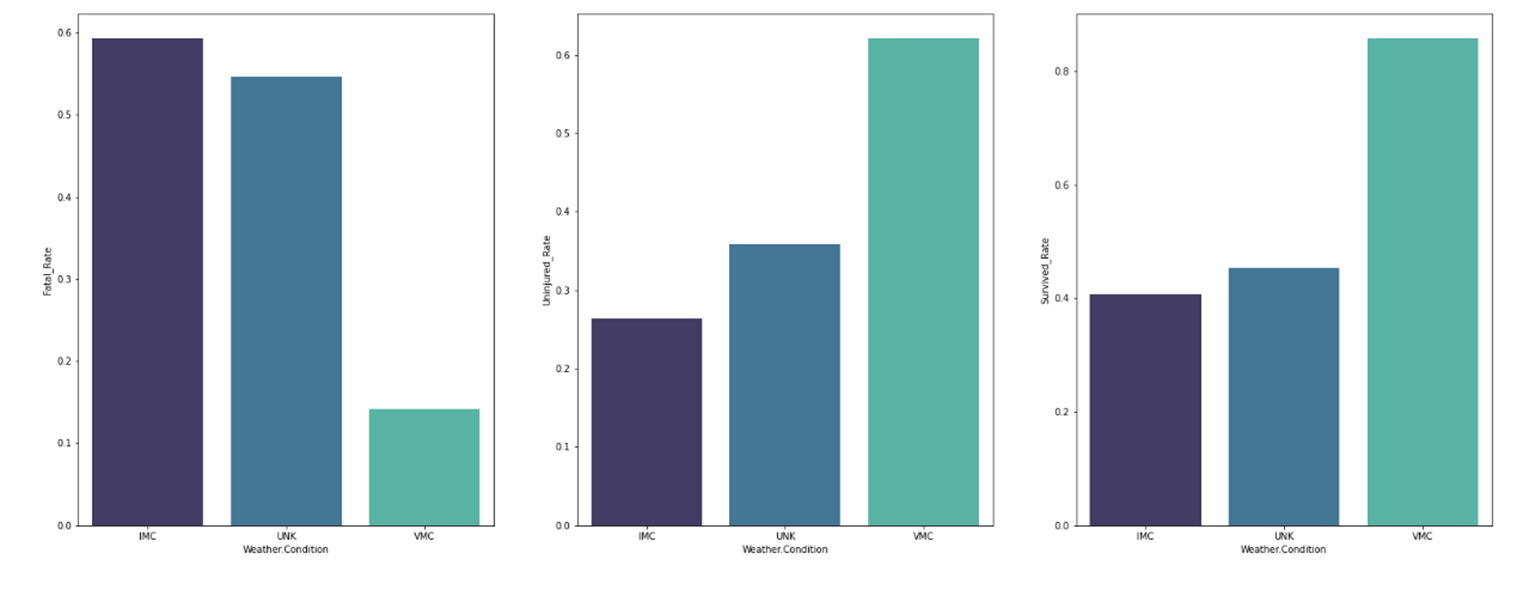 Fatal_Rate
0.6
0.5
0.4
0.3
0.2
0.1
0.0
IMC UNK VMC
Weather.Condition
Uninjured_Rate
0.6
0.5
0.4
0.3
0.2
0.1
0.0
IMC UNK VMC
Weather.Condition
Survived_Rate
0.8
0.6
0.4
0.2
0.0
IMC UNK VMC
Weather.Condition